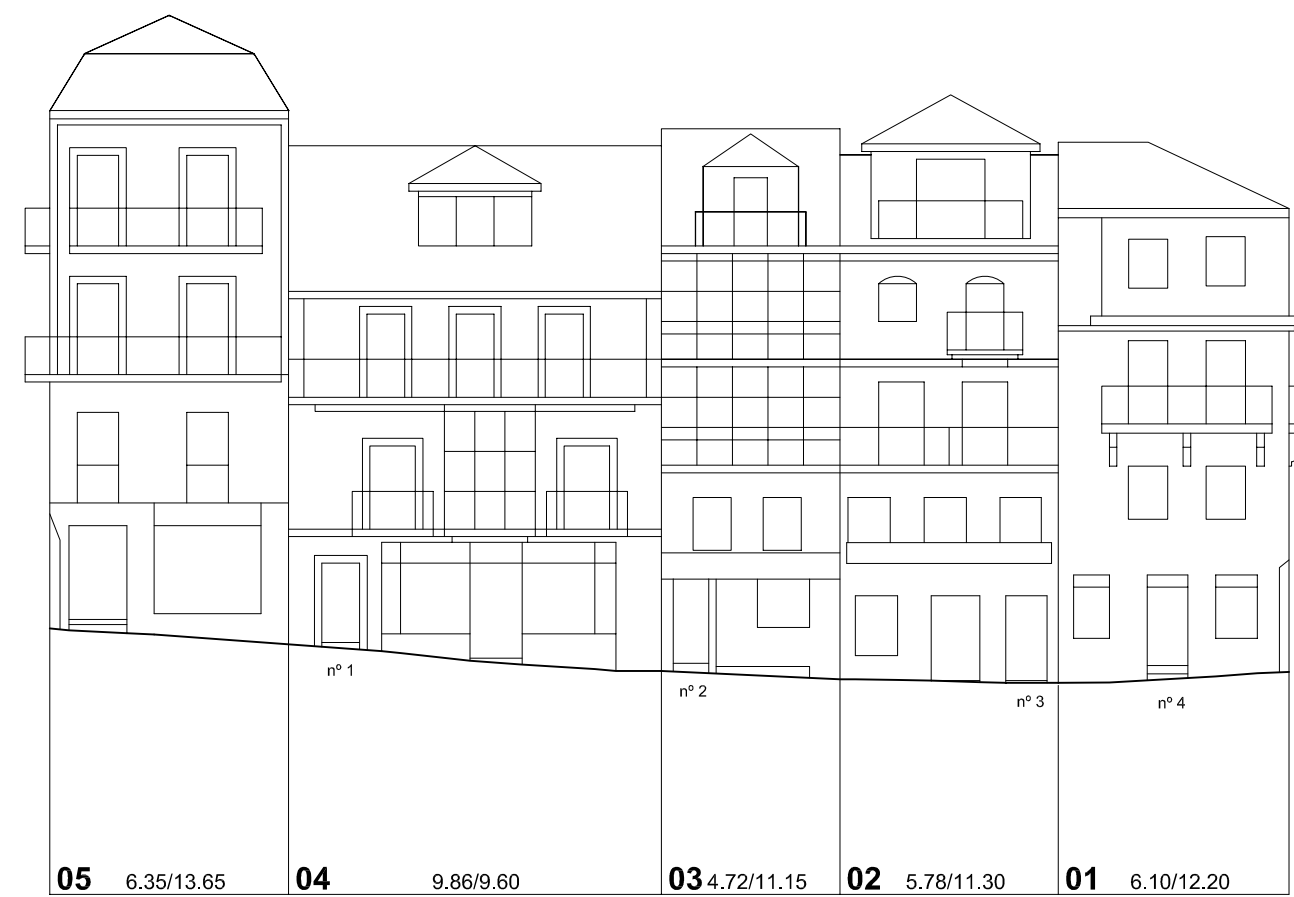 nº 1
nº 2
nº 3
nº 4
05 6.35/13.65
04 9.86/9.60
03 4.72/11.15
02 5.78/11.30
01 6.10/12.20